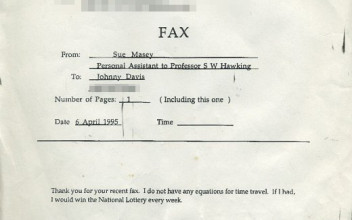 FAX
From: Sue Masey
Personal Assistant to Professor S W Hawking
To: Johnny Davis
Number of Pages: 1 ( Including this one )
Date 6 April 1995 Time
Thank you for your recent fax. I do not have any equations for time travel. If I had,
I would win the National Lottery every week.